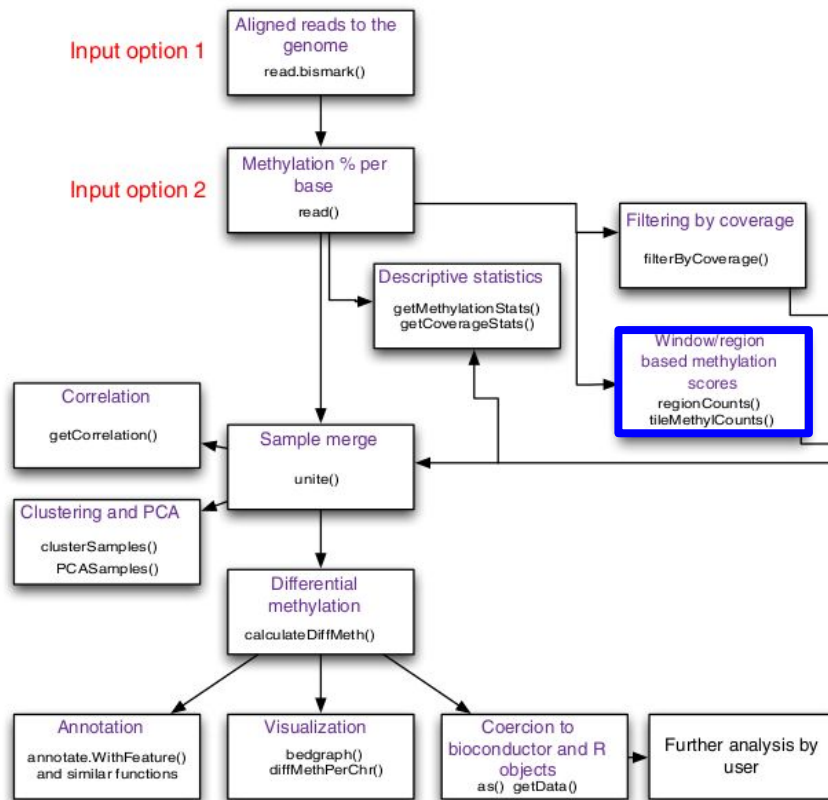 Input option 1
Aligned reads to the
genome
read.bismark()
Input option 2
Methylation % per
base
read()
Filtering by coverage
filterByCoverage()
Descriptive statistics
getMethylationStats()
getCoverageStats()
Window/region
based methylation
scores
regionCounts()
tileMethylCounts()
Correlation
getCorrelation()
Sample merge
unite()
Clustering and PCA
clusterSamples()
PCASamples()
Differential
methylation
calculateDiffMeth()
Annotation
annotate.WithFeature()
and similar functions
Visualization
bedgraph()
diffMethPerChr()
Coercion to
bioconductor and R
objects
as() getData()
Further analysis by
user